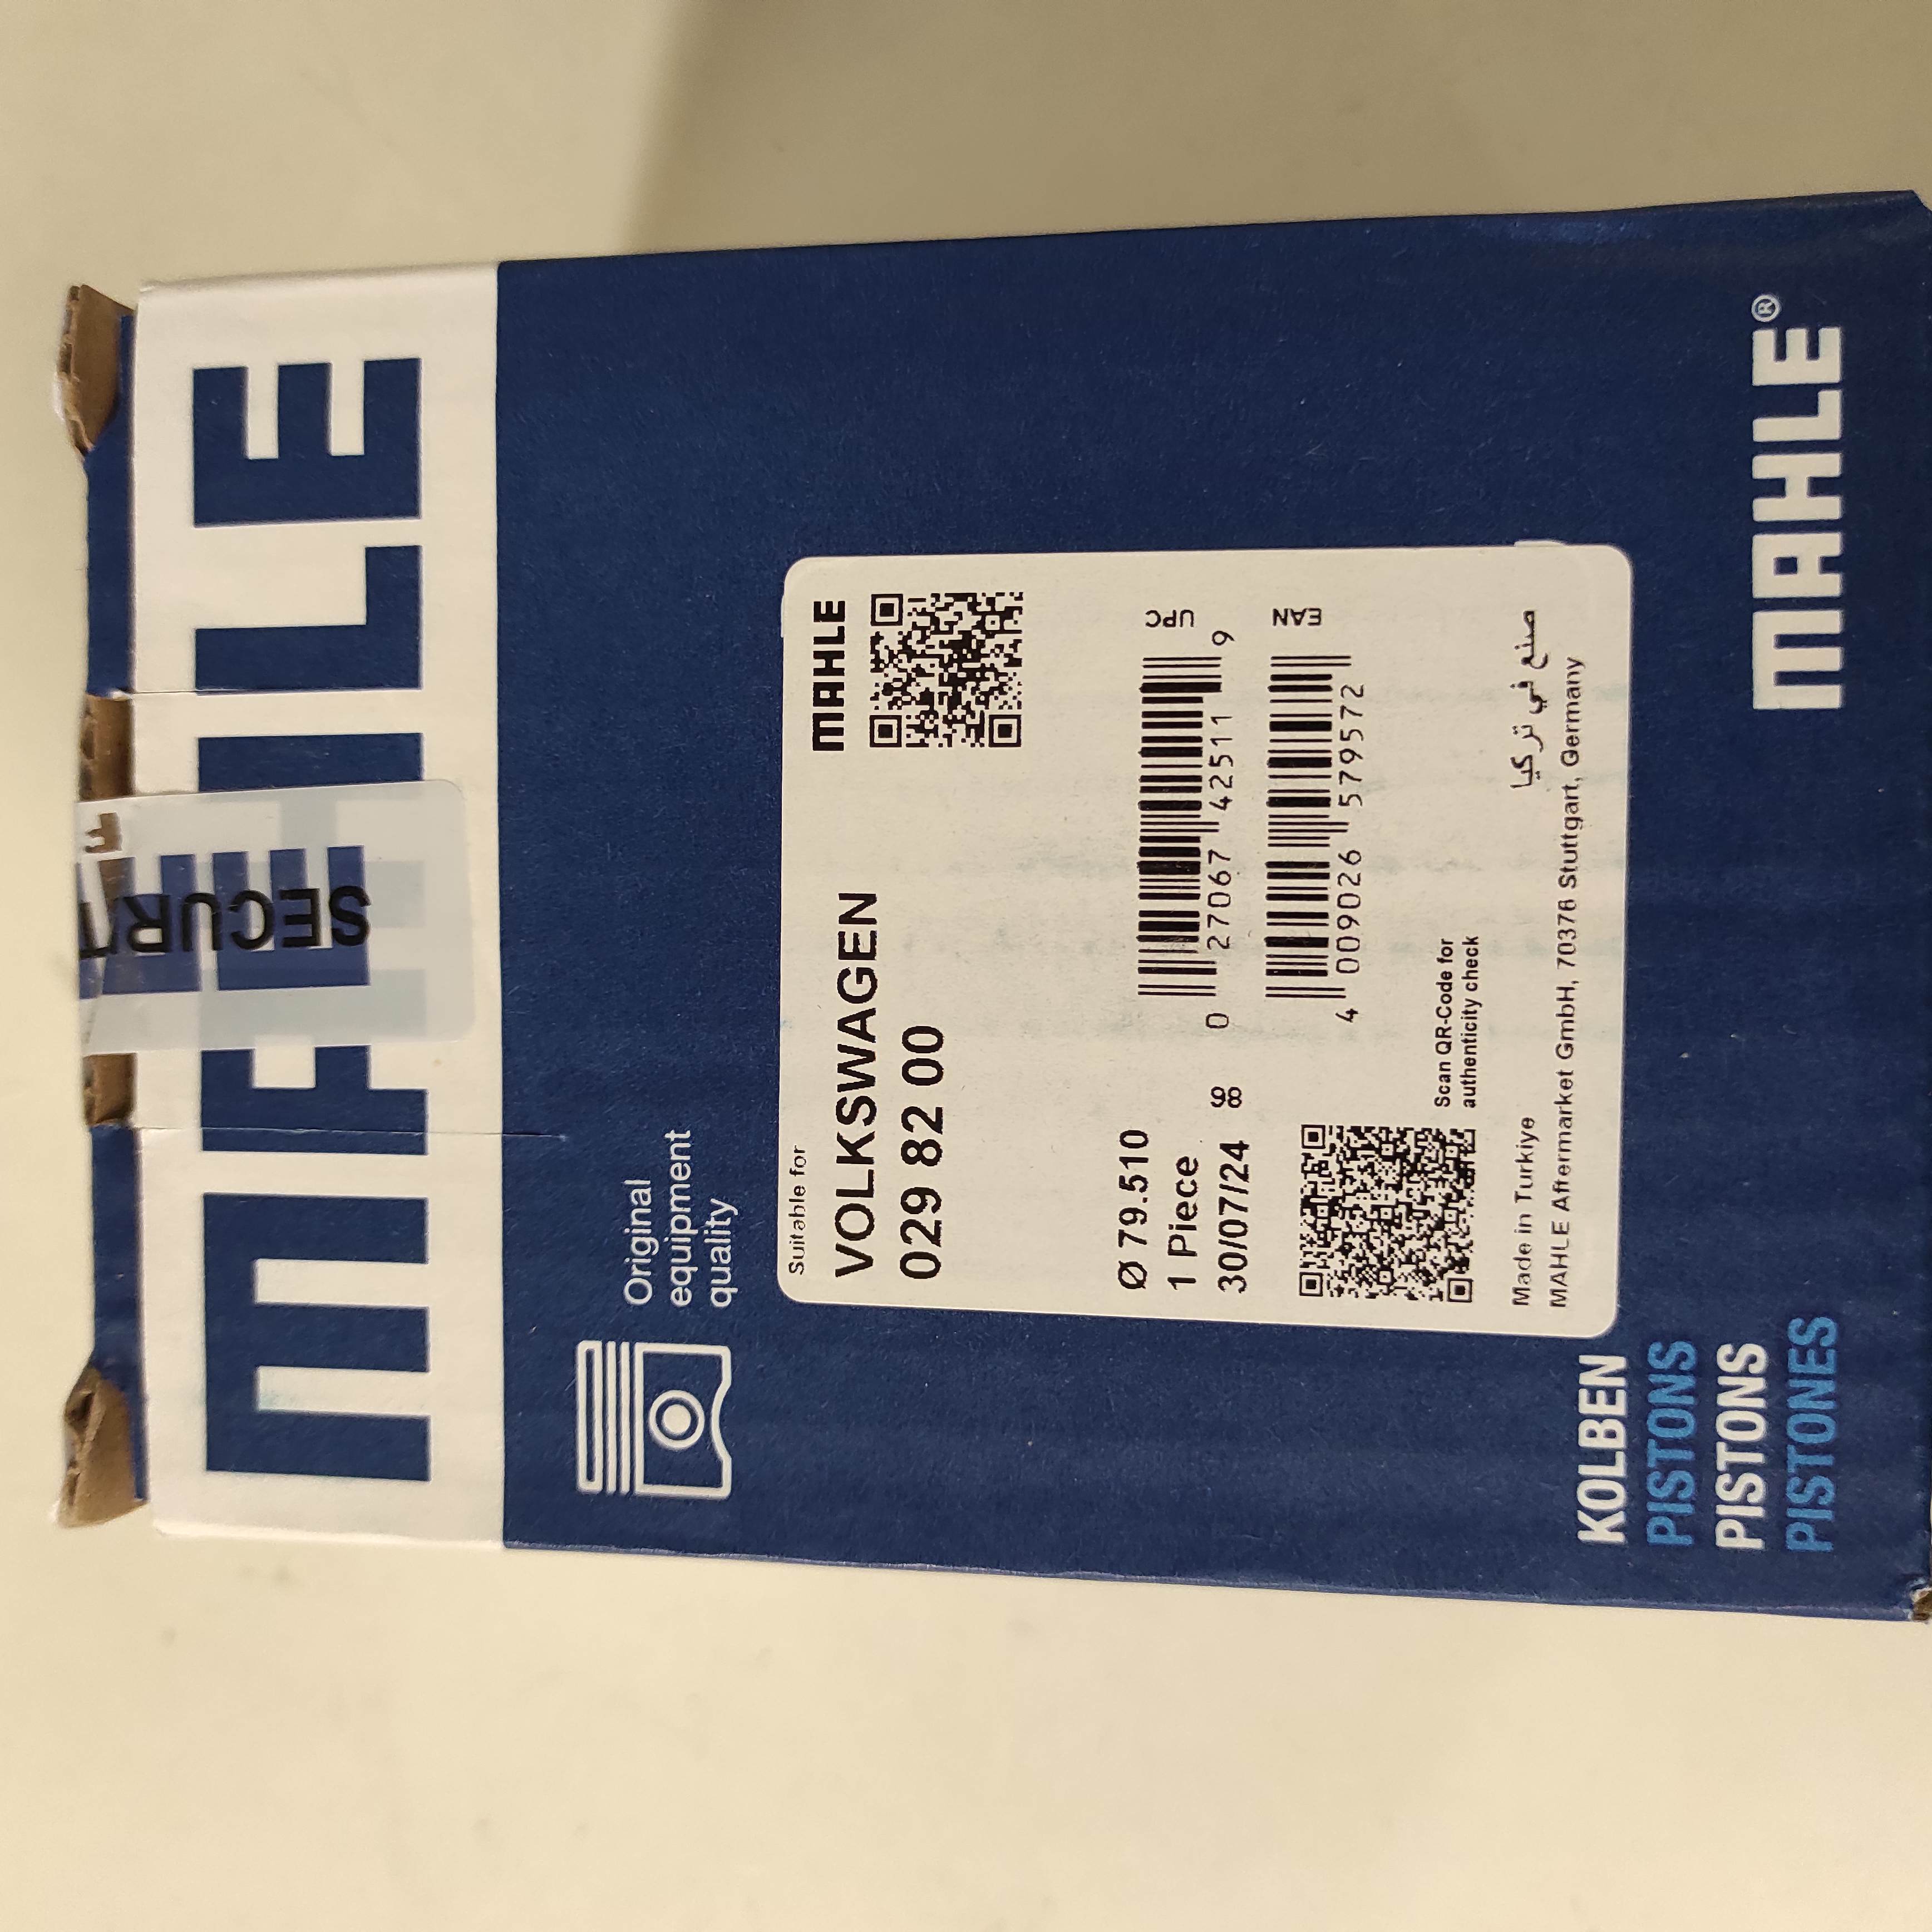 MAHLE
SECURIT
Original
equipment
quality
Suitable for
MAHLE
VOLKSWAGEN
029 82 00
Ø 79.510
1 Piece
30/07/24 98
UPC
0 27067 42511 9
EAN
4 009026 579572
Scan QR-Code for
authenticity check
Made in Turkiye صنع في تركيا
MAHLE Aftermarket GmbH, 70376 Stuttgart, Germany
KOLBEN
PISTONS
PISTONS
PISTONES
MAHLE®